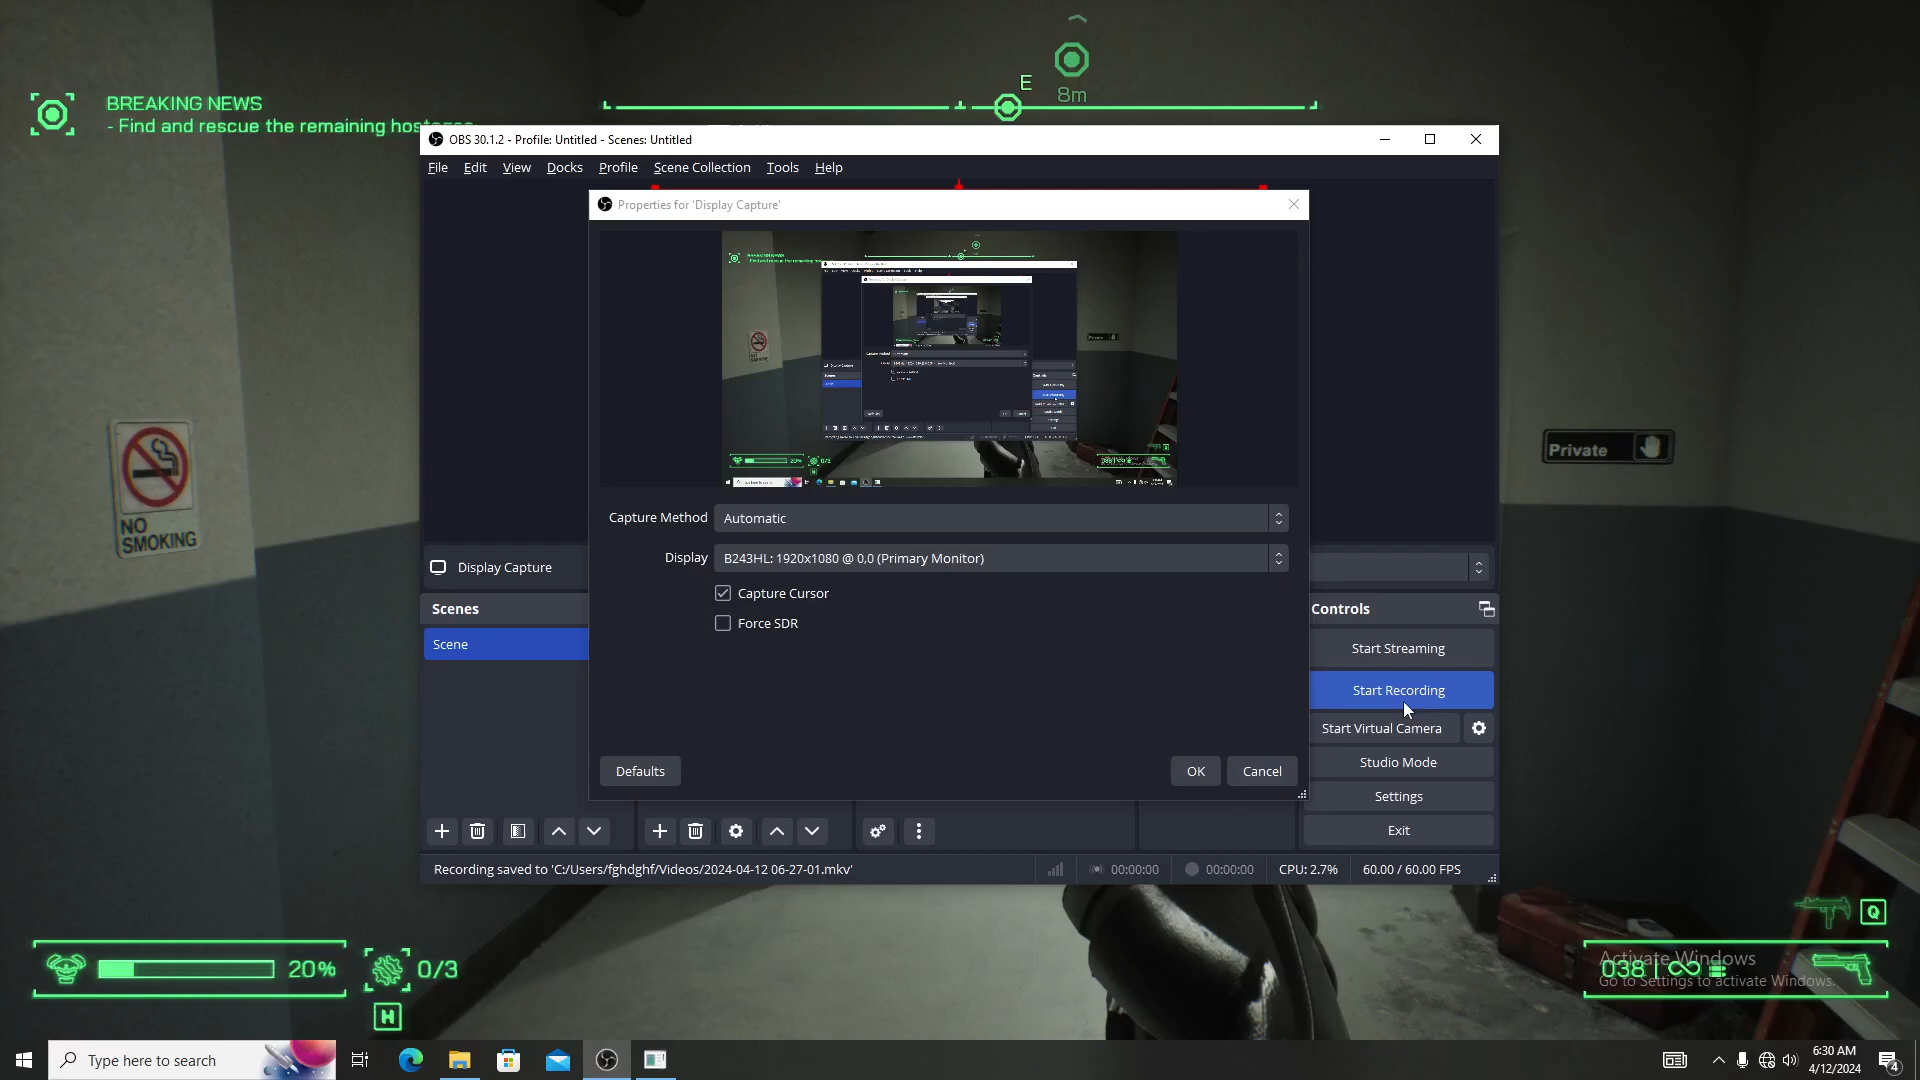 E
8m
BREAKING NEWS
- Find and rescue the remaining hostages
OBS 30.1.2 - Profile: Untitled - Scenes: Untitled
File Edit View Docks Profile Scene Collection Tools Help
Properties for 'Display Capture'
NO
SMOKING
Private
Capture Method Automatic
Display B243HL: 1920x1080 @ 0,0 (Primary Monitor)
Capture Cursor
Force SDR
Defaults OK Cancel
Display Capture
Scenes
Scene
Controls
Start Streaming
Start Recording
Start Virtual Camera
Studio Mode
Settings
Exit
Recording saved to 'C:/Users/fghdghf/Videos/2024-04-12 06-27-01.mkv' 00:00:00 00:00:00 CPU: 2.7% 60.00 / 60.00 FPS
20% 0/3
H
Q
038
Activate Windows
Go to Settings to activate Windows.
Type here to search
6:30 AM
4/12/2024
4